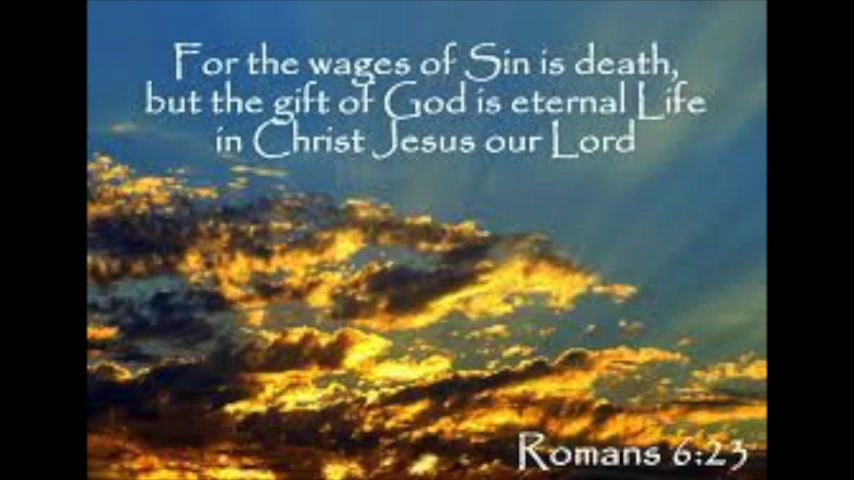 For the wages of Sin is death,
but the gift of God is eternal Life
in Christ Jesus our Lord
Romans 6:23